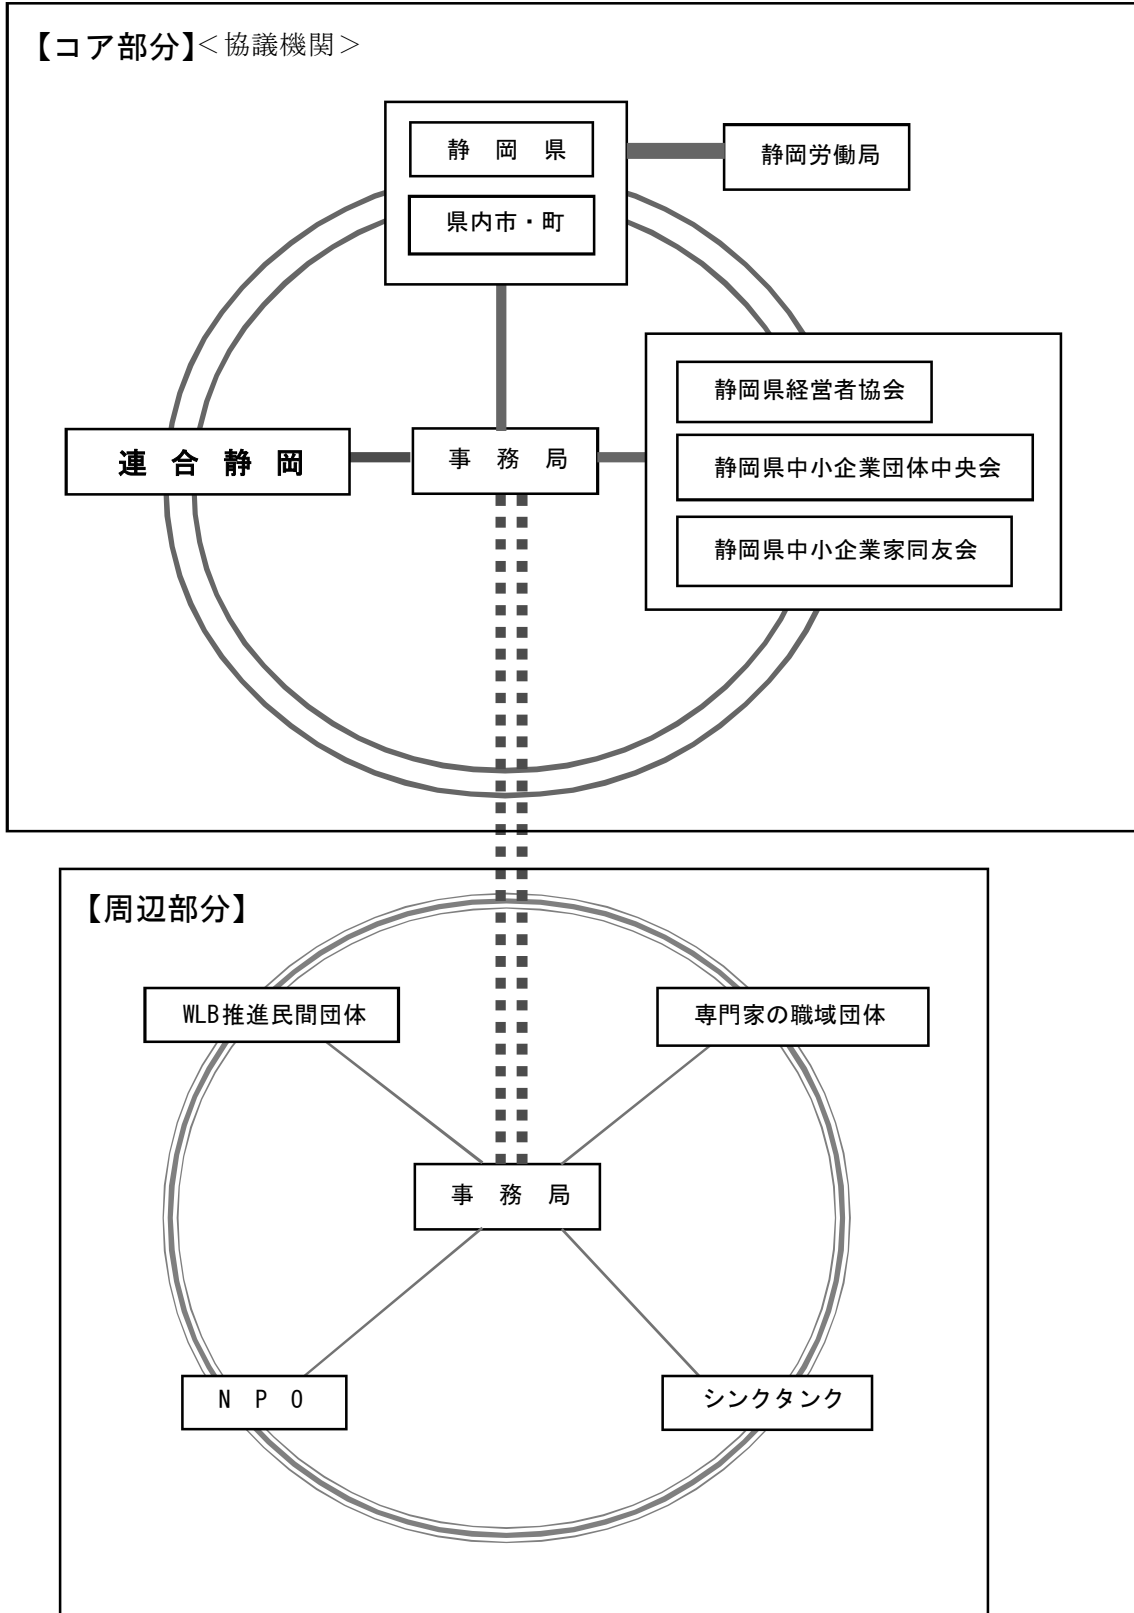 【コア部分】＜協議機関＞
静　岡　県
静岡労働局
県内市・町
静岡県経営者協会
連　合　静　岡
事　務　局
静岡県中小企業団体中央会
静岡県中小企業家同友会
【周辺部分】
WLB推進民間団体
専門家の職域団体
事　務　局
N　P　O
シンクタンク